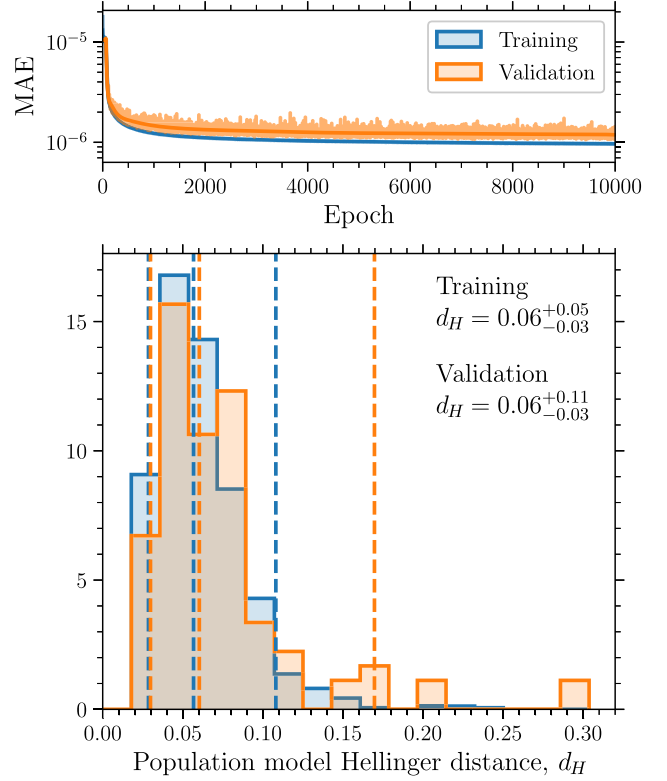 10⁻⁵
10⁻⁶
MAE
Training
Validation
0
2000
4000
6000
8000
10000
Epoch
Training
d_H = 0.06^{+0.05}_{-0.03}
Validation
d_H = 0.06^{+0.11}_{-0.03}
15
10
5
0
0.00
0.05
0.10
0.15
0.20
0.25
0.30
Population model Hellinger distance, d_H